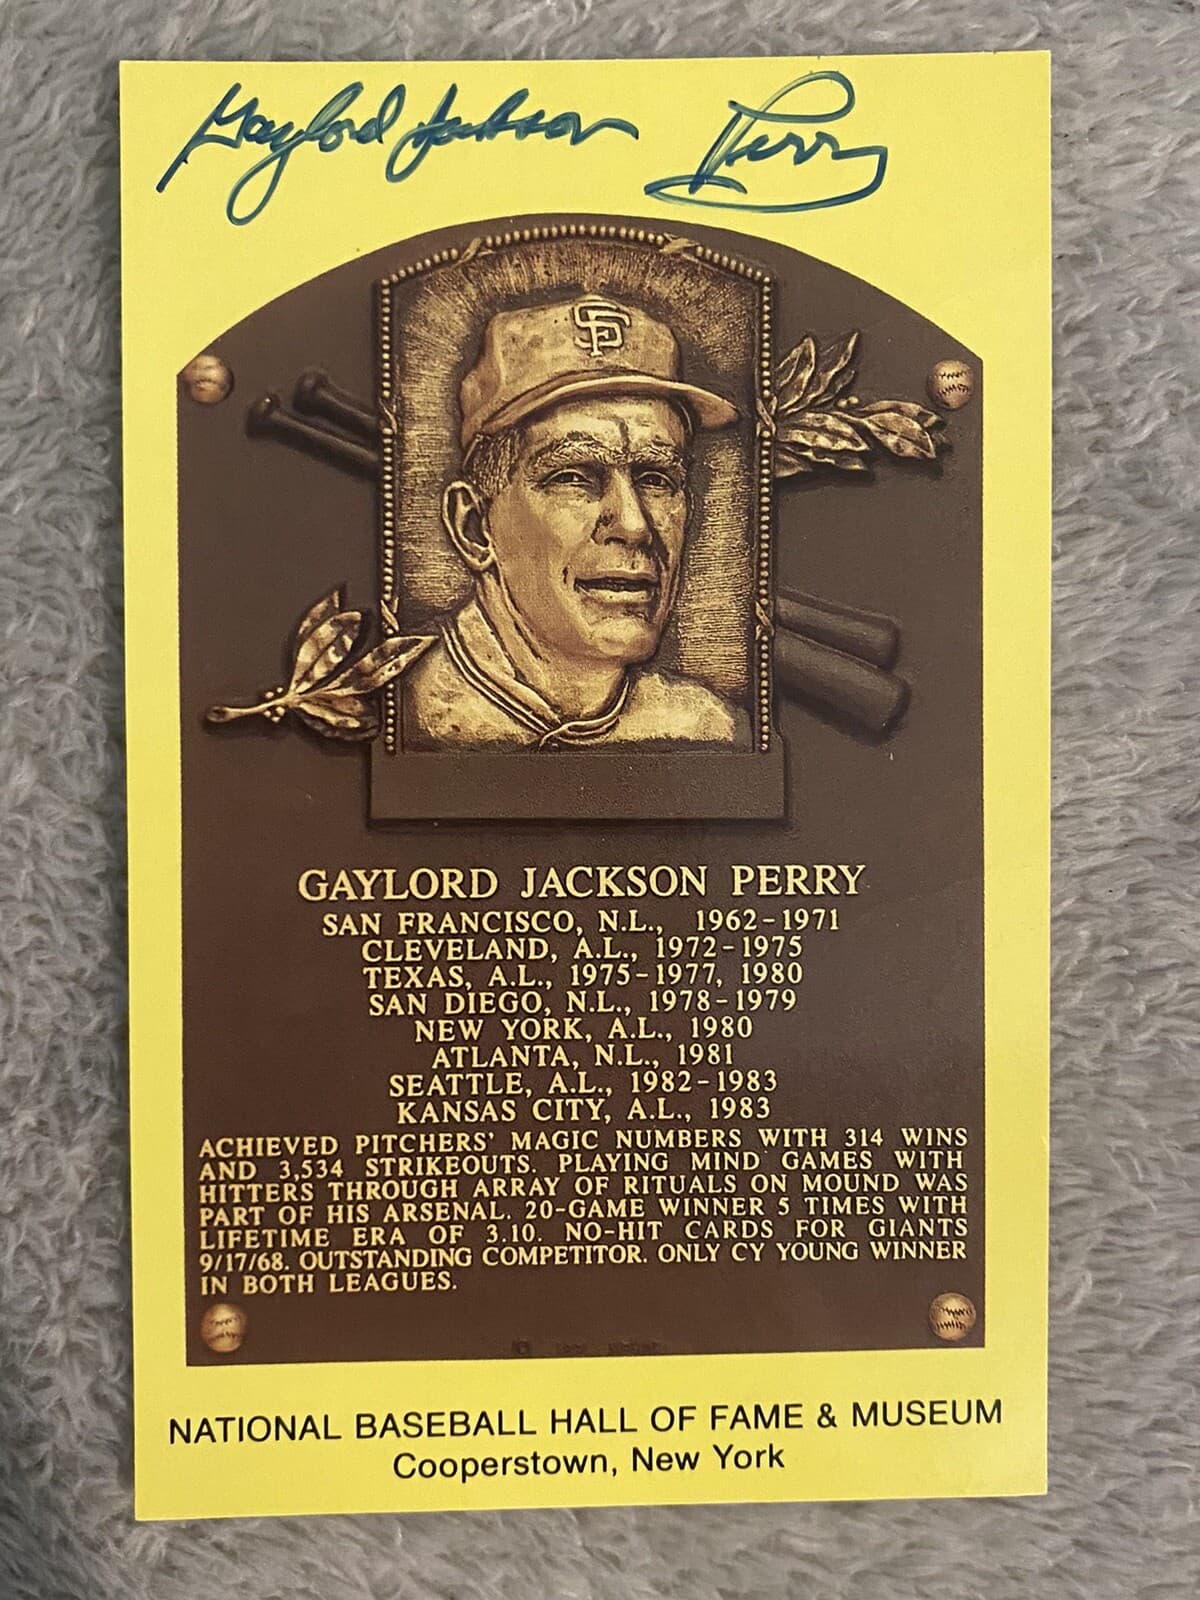 Gaylord Jackson Perry
SF
GAYLORD JACKSON PERRY
SAN FRANCISCO, N.L., 1962-1971
CLEVELAND, A.L., 1972-1975
TEXAS, A.L., 1975-1977, 1980
SAN DIEGO, N.L., 1978-1979
NEW YORK, A.L., 1980
ATLANTA, N.L., 1981
SEATTLE, A.L., 1982-1983
KANSAS CITY, A.L., 1983
ACHIEVED PITCHERS' MAGIC NUMBERS WITH 314 WINS
AND 3,534 STRIKEOUTS. PLAYING MIND GAMES WITH
HITTERS THROUGH ARRAY OF RITUALS ON MOUND WAS
PART OF HIS ARSENAL. 20-GAME WINNER 5 TIMES WITH
LIFETIME ERA OF 3.10. NO-HIT CARDS FOR GIANTS
9/17/68. OUTSTANDING COMPETITOR. ONLY CY YOUNG WINNER
IN BOTH LEAGUES.
NATIONAL BASEBALL HALL OF FAME & MUSEUM
Cooperstown, New York